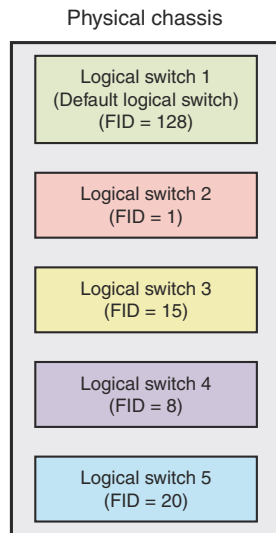 Physical chassis
Logical switch 1
(Default logical switch)
(FID = 128)
Logical switch 2
(FID = 1)
Logical switch 3
(FID = 15)
Logical switch 4
(FID = 8)
Logical switch 5
(FID = 20)